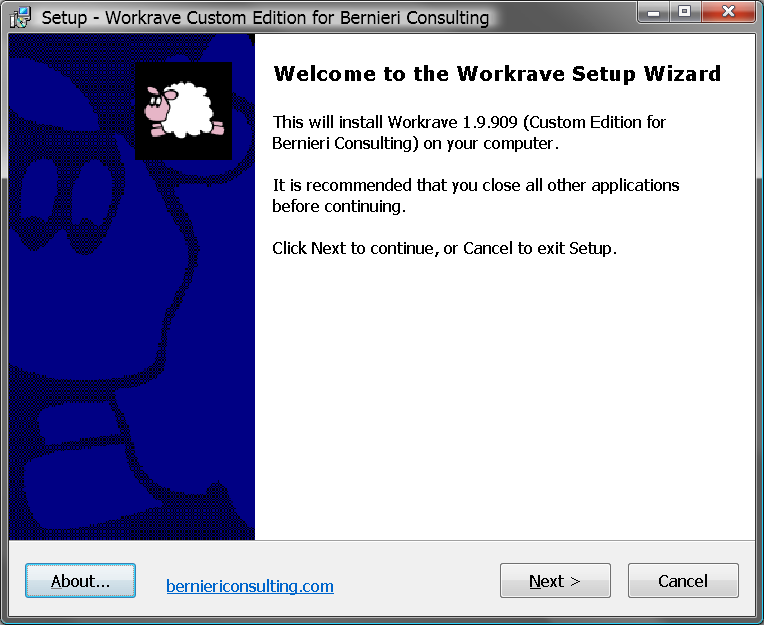 Setup - Workrave Custom Edition for Bernieri Consulting
Welcome to the Workrave Setup Wizard
This will install Workrave 1.9.909 (Custom Edition for
Bernieri Consulting) on your computer.
It is recommended that you close all other applications
before continuing.
Click Next to continue, or Cancel to exit Setup.
About...
berniericonsulting.com
Next >
Cancel